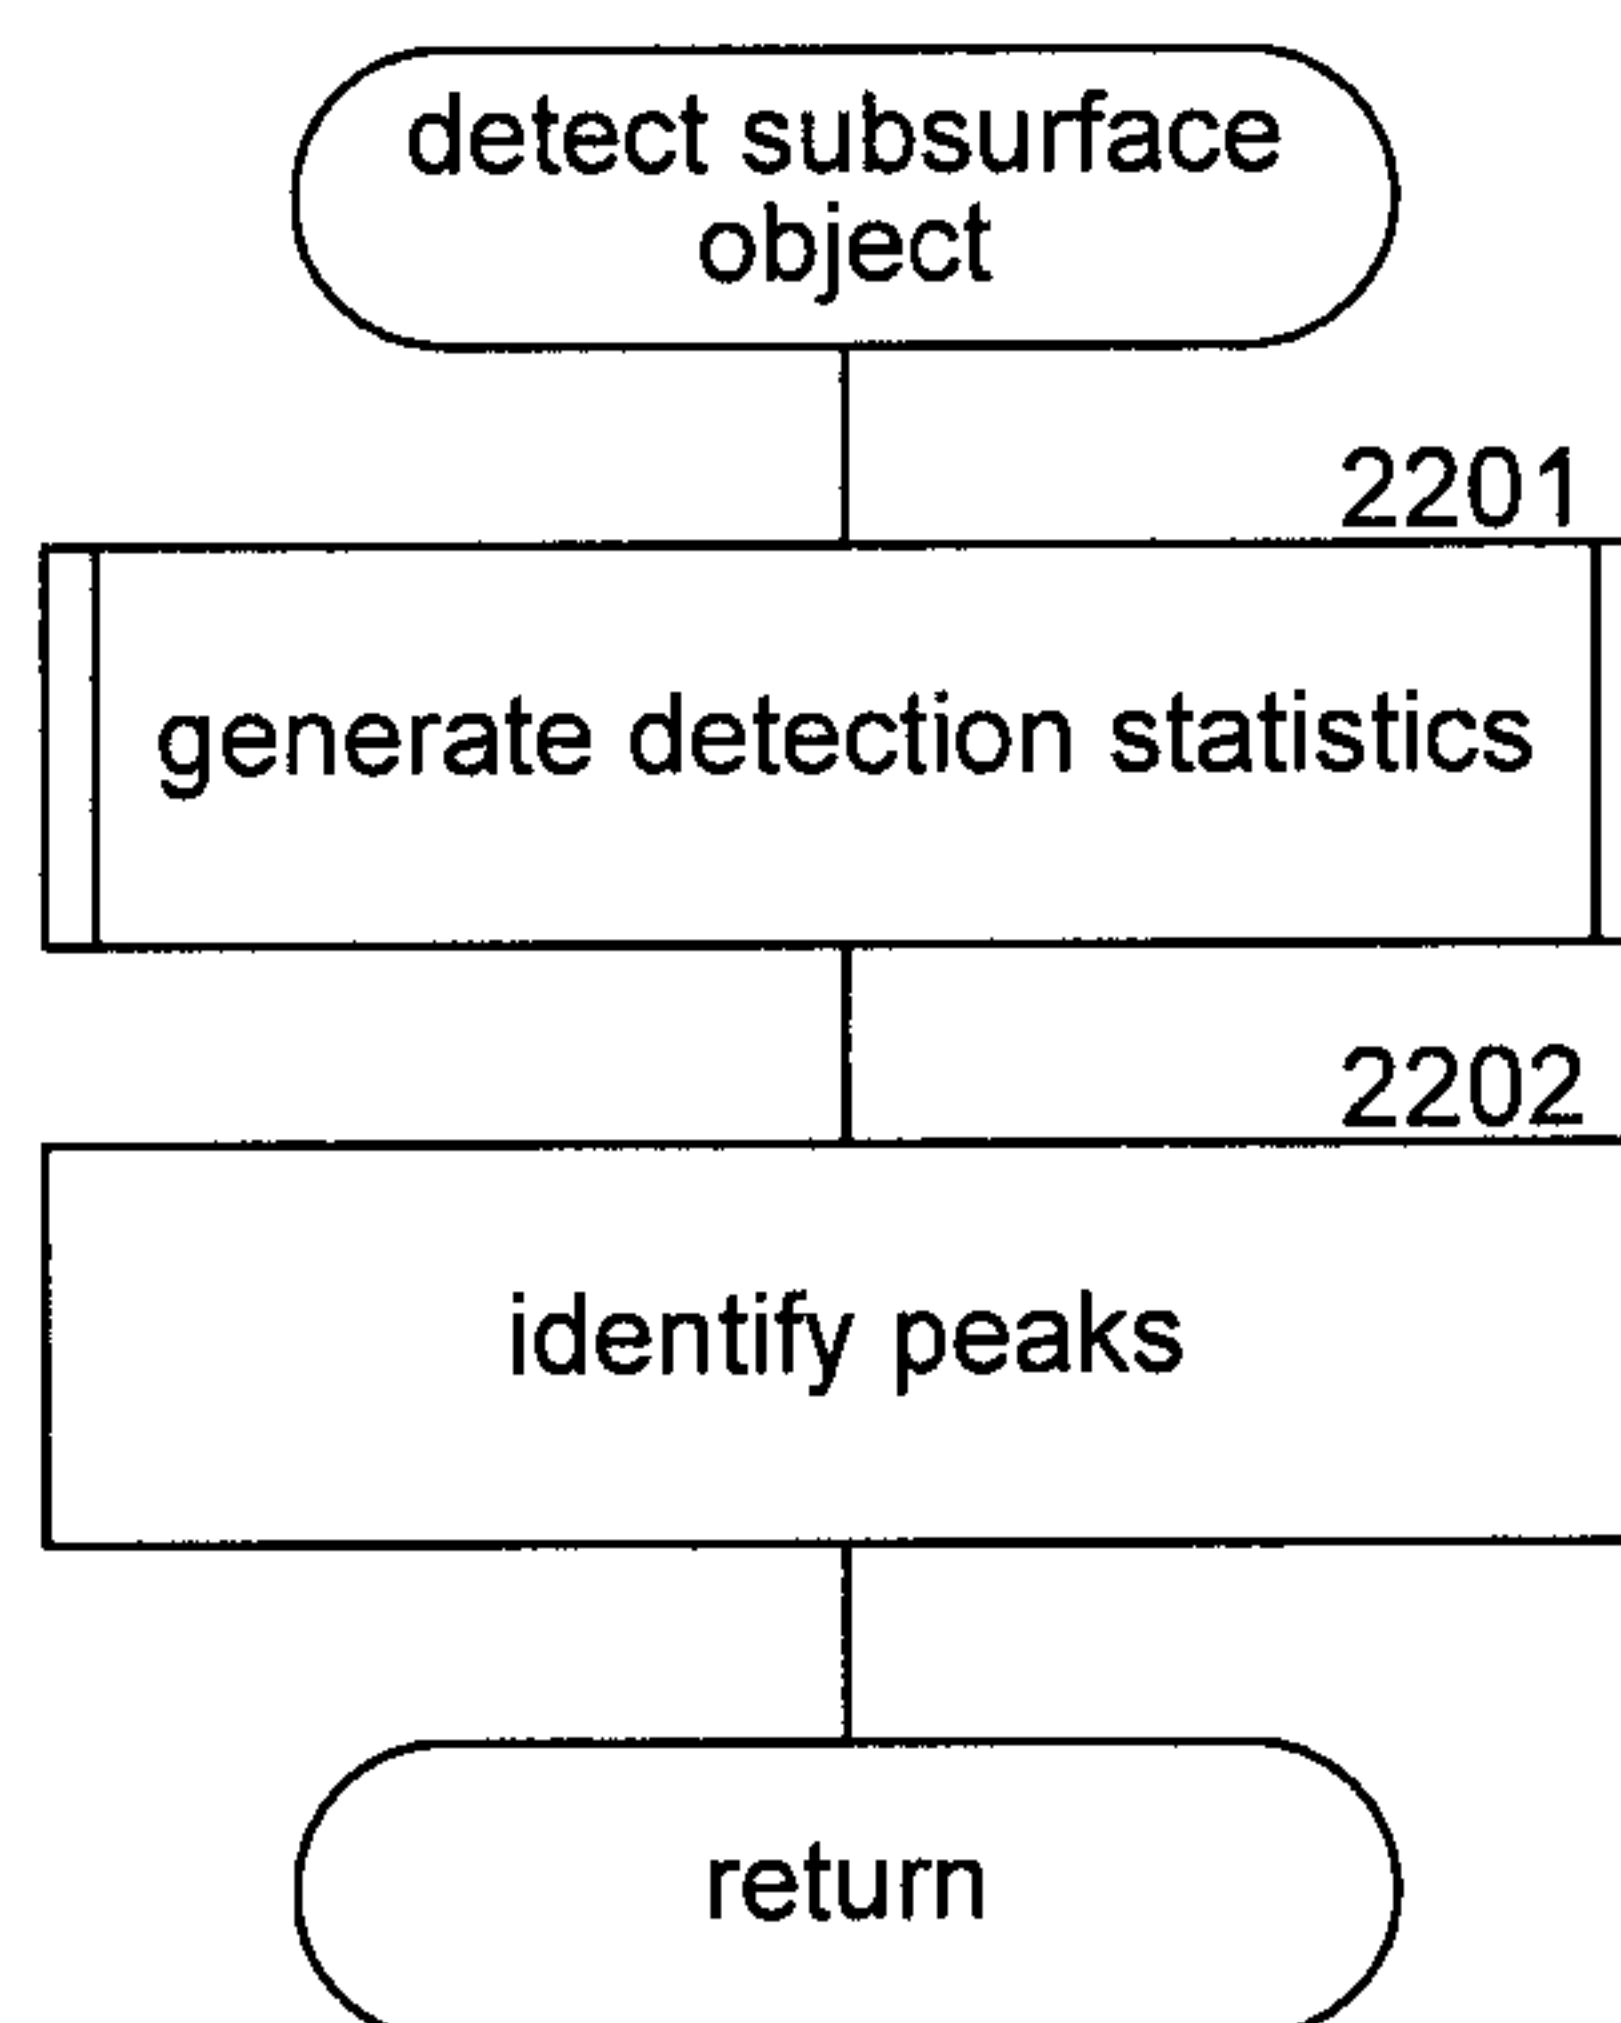 detect subsurface
object
2201
generate detection statistics
2202
identify peaks
return